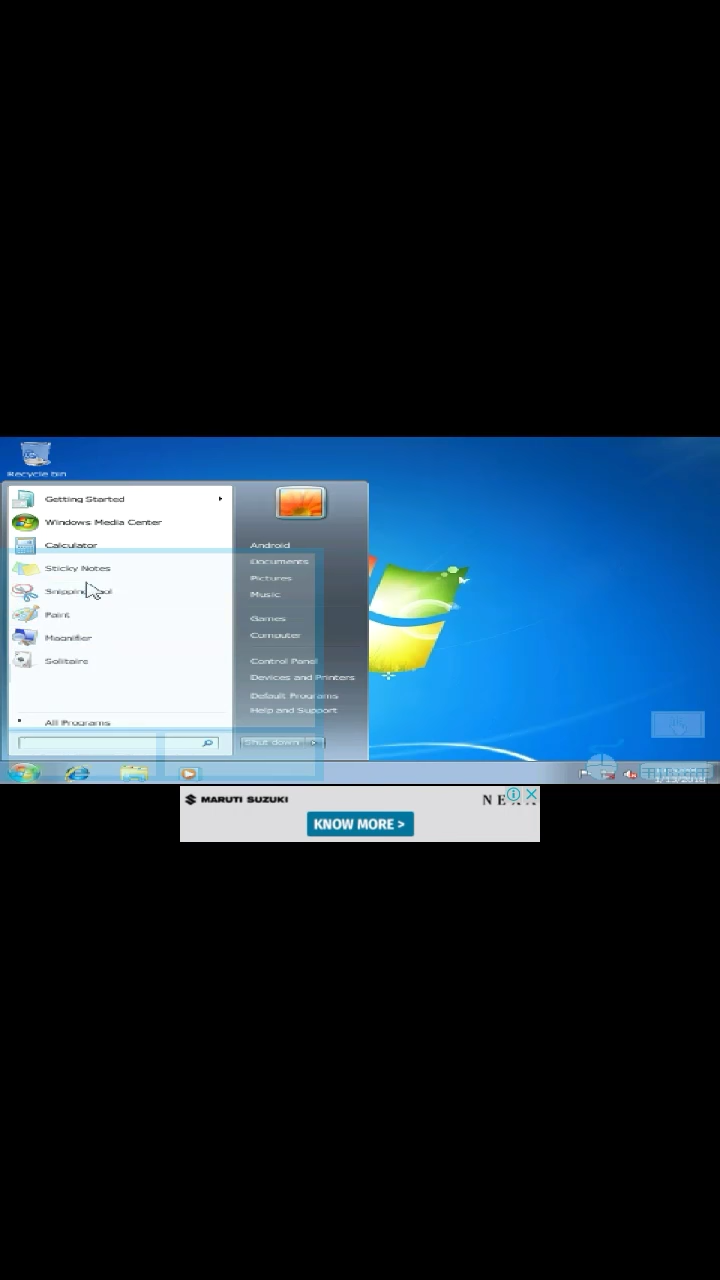 Recycle bin
Getting Started
Windows Media Center
Calculator
Sticky Notes
Paint
Magnifier
Solitaire
All Programs
Android
Documents
Pictures
Music
Games
Computer
Control Panel
Devices and Printers
Default Programs
Help and Support
Shut down
MARUTI SUZUKI
KNOW MORE >